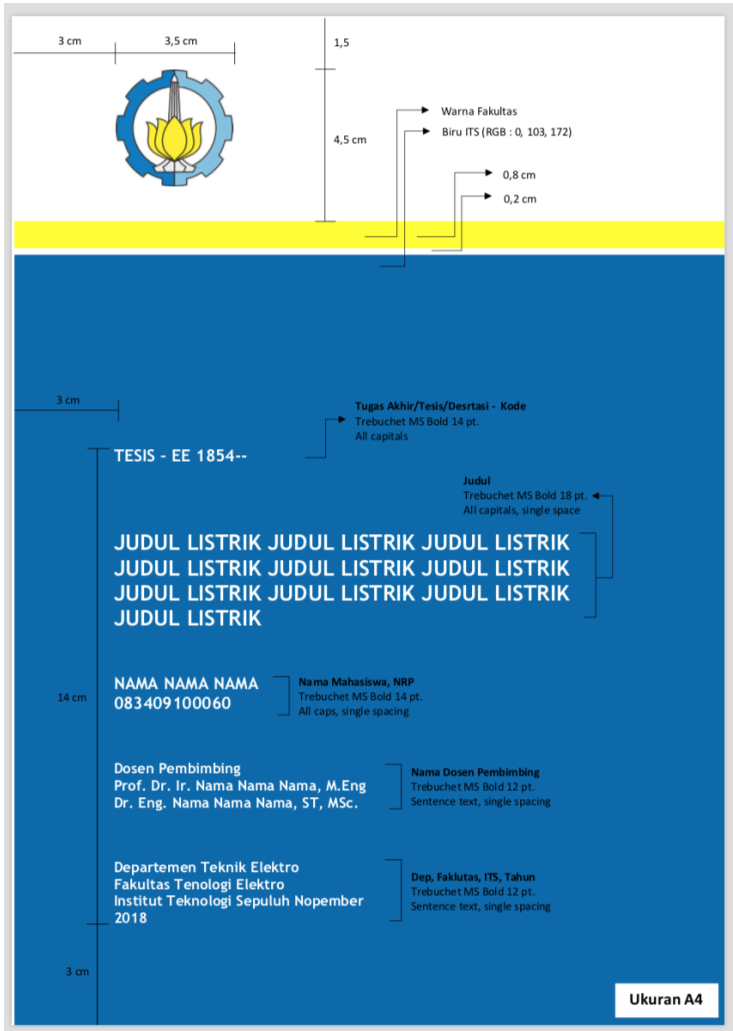 3 cm
3,5 cm
1,5
4,5 cm
Warna Fakultas
Biru ITS (RGB : 0, 103, 172)
0,8 cm
0,2 cm
3 cm
Tugas Akhir/Tesis/Desrtasi - Kode
Trebuchet MS Bold 14 pt.
All capitals
TESIS - EE 1854--
Judul
Trebuchet MS Bold 18 pt.
All capitals, single space
JUDUL LISTRIK JUDUL LISTRIK JUDUL LISTRIK
JUDUL LISTRIK JUDUL LISTRIK JUDUL LISTRIK
JUDUL LISTRIK JUDUL LISTRIK JUDUL LISTRIK
JUDUL LISTRIK
14 cm
NAMA NAMA NAMA
083409100060
Nama Mahasiswa, NRP
Trebuchet MS Bold 14 pt.
All caps, single spacing
Dosen Pembimbing
Prof. Dr. Ir. Nama Nama Nama, M.Eng
Dr. Eng. Nama Nama Nama, ST, MSc.
Nama Dosen Pembimbing
Trebuchet MS Bold 12 pt.
Sentence text, single spacing
Departemen Teknik Elektro
Fakultas Tenologi Elektro
Institut Teknologi Sepuluh Nopember
2018
Dep, Faklutas, ITS, Tahun
Trebuchet MS Bold 12 pt.
Sentence text, single spacing
3 cm
Ukuran A4